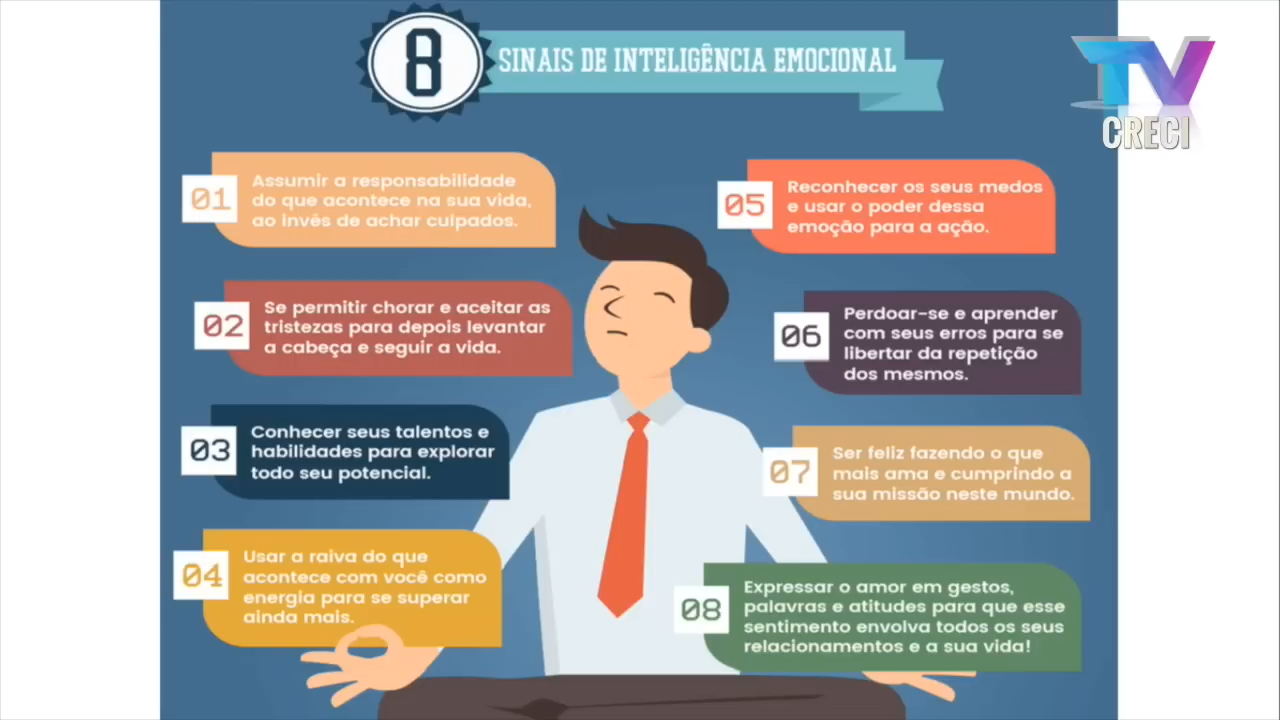 8
SINAIS DE INTELIGÊNCIA EMOCIONAL
TV
CRECI
01
Assumir a responsabilidade
do que acontece na sua vida,
ao invés de achar culpados.
02
Se permitir chorar e aceitar as
tristezas para depois levantar
a cabeça e seguir a vida.
03
Conhecer seus talentos e
habilidades para explorar
todo seu potencial.
04
Usar a raiva do que
acontece com você como
energia para se superar
ainda mais.
05
Reconhecer os seus medos
e usar o poder dessa
emoção para a ação.
06
Perdoar-se e aprender
com seus erros para se
libertar da repetição
dos mesmos.
07
Ser feliz fazendo o que
mais ama e cumprindo a
sua missão neste mundo.
08
Expressar o amor em gestos,
palavras e atitudes para que esse
sentimento envolva todos os seus
relacionamentos e a sua vida!